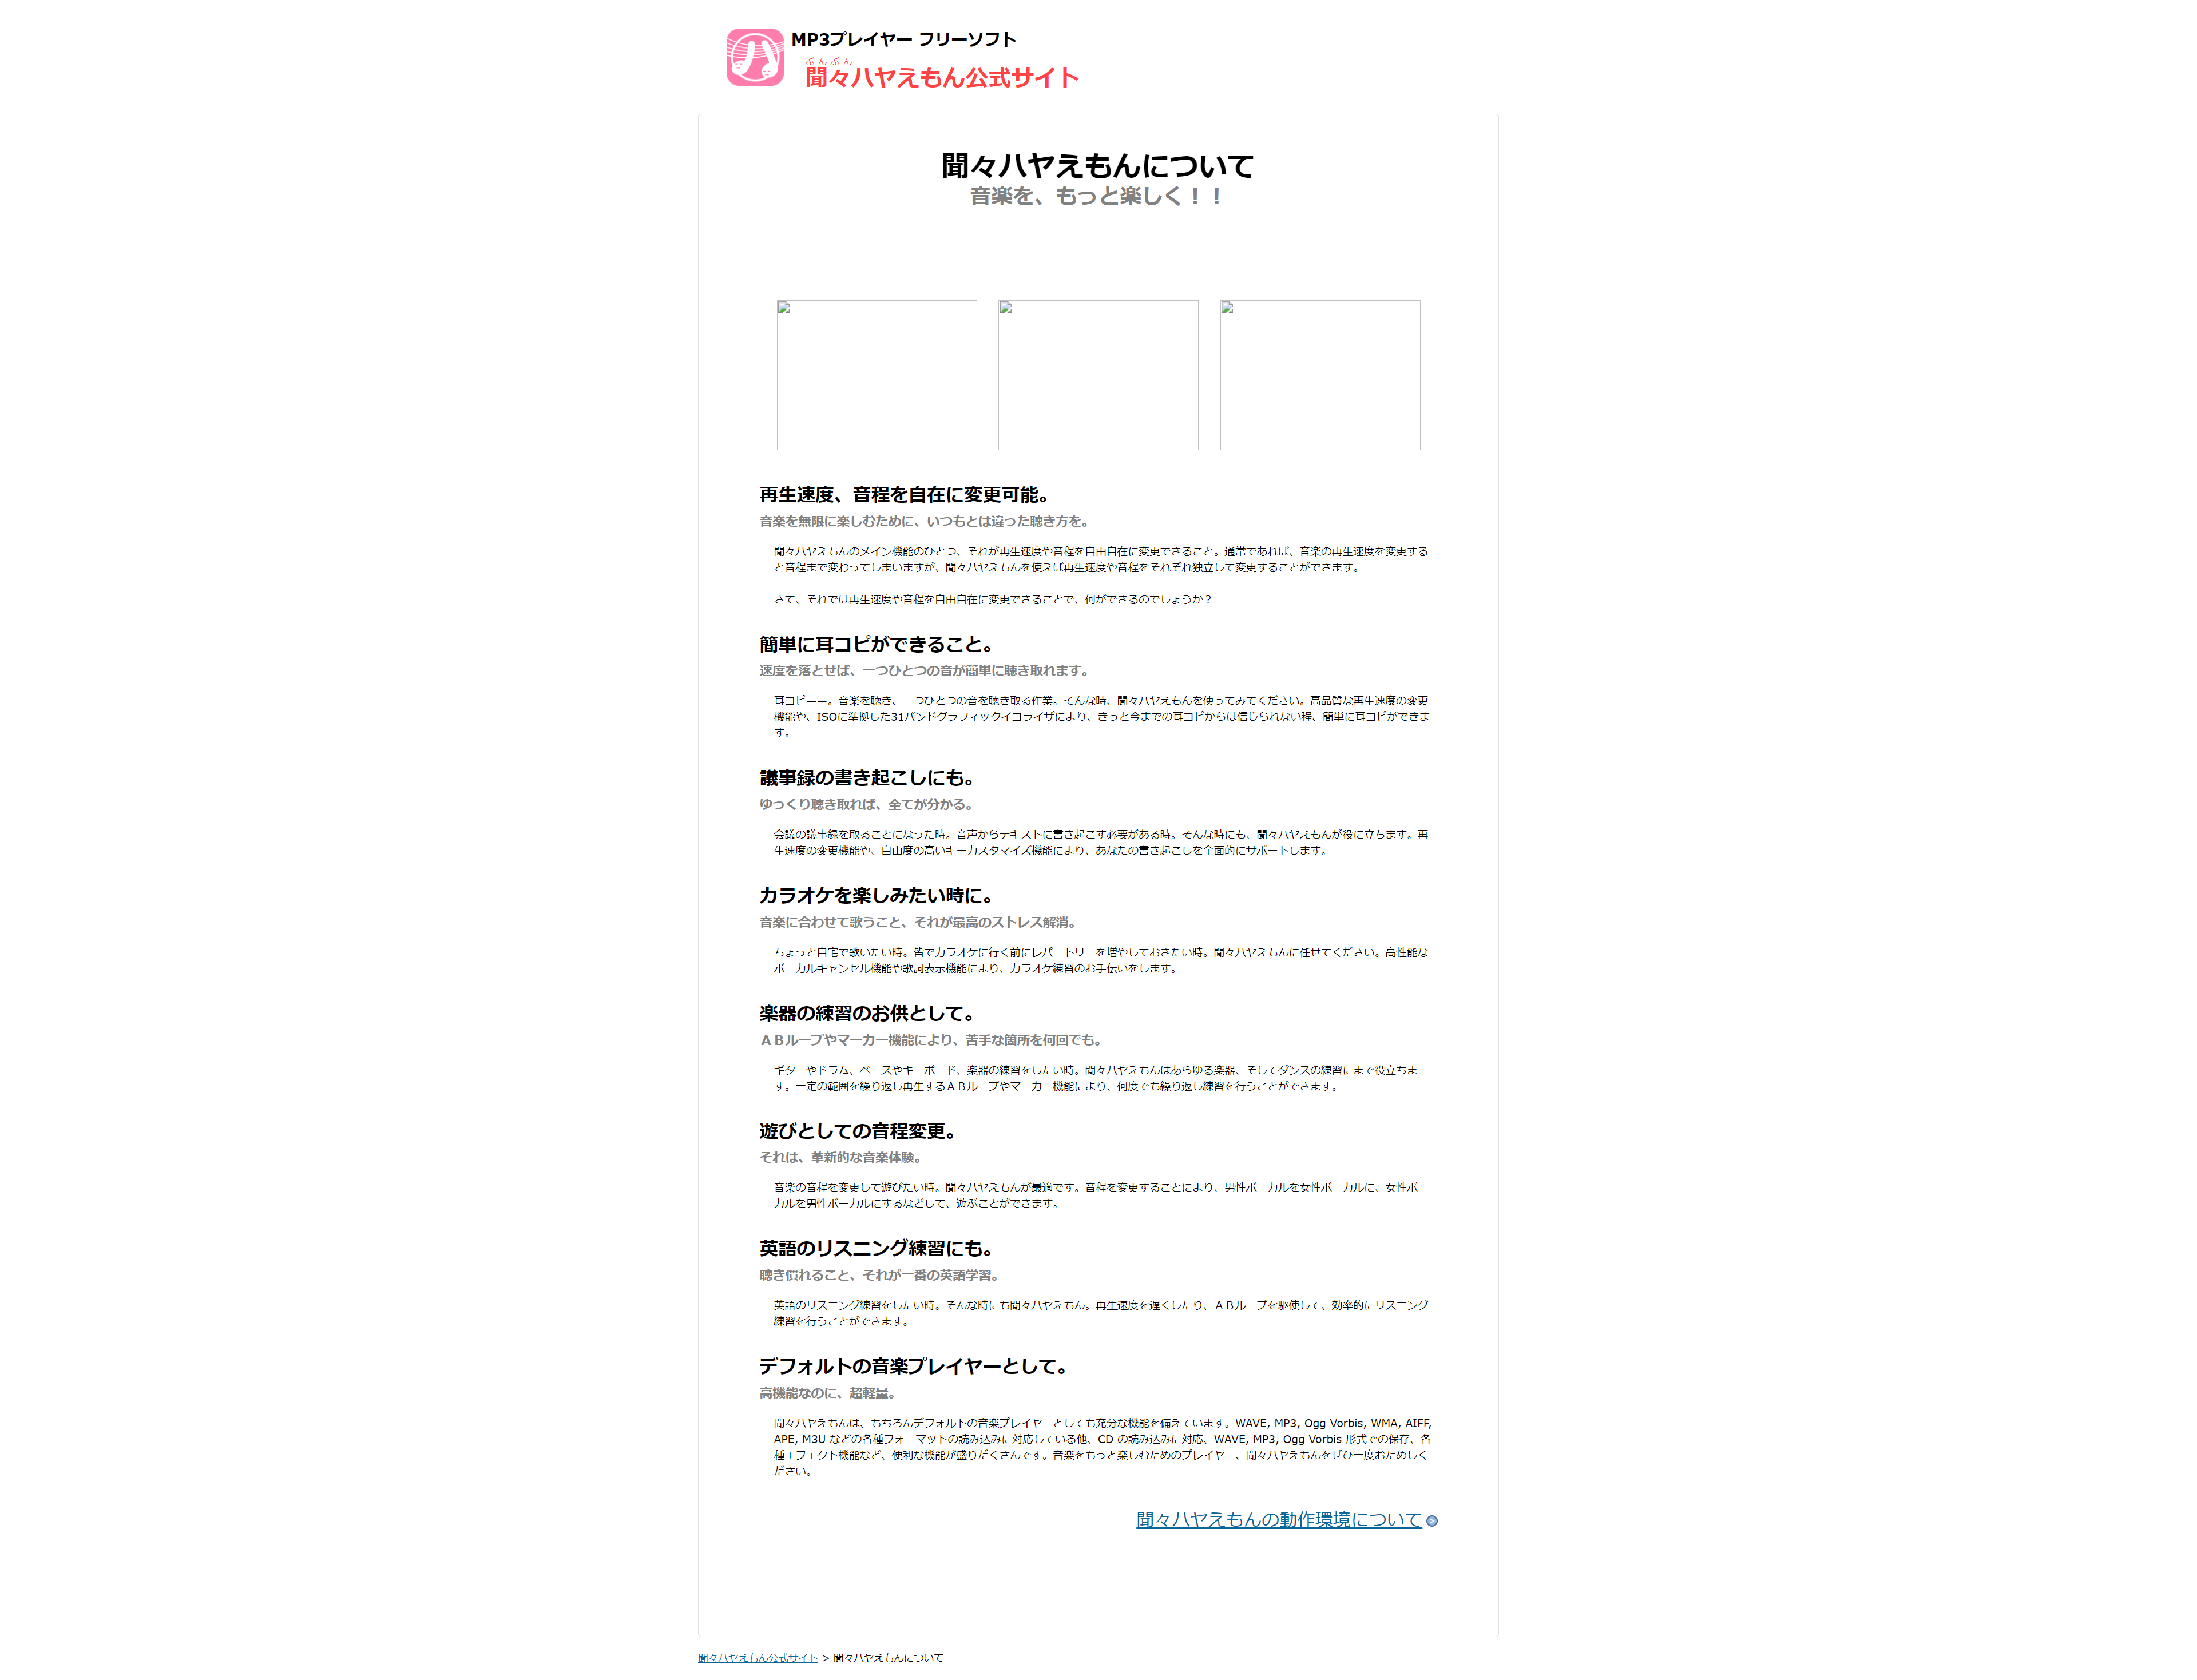 MP3プレイヤー フリーソフト
ぶんぶん
聞々ハヤえもん公式サイト
聞々ハヤえもんについて
音楽を、もっと楽しく！！
再生速度、音程を自在に変更可能。
音楽を無限に楽しむために、いつもとは違った聴き方を。
聞々ハヤえもんのメイン機能のひとつ、それが再生速度や音程を自由自在に変更できること。通常であれば、音楽の再生速度を変更する
と音程まで変わってしまいますが、聞々ハヤえもんを使えば再生速度や音程をそれぞれ独立して変更することができます。
さて、それでは再生速度や音程を自由自在に変更できることで、何ができるのでしょうか？
簡単に耳コピができること。
速度を落とせば、一つひとつの音が簡単に聴き取れます。
耳コピーー。音楽を聴き、一つひとつの音を聴き取る作業。そんな時、聞々ハヤえもんを使ってみてください。高品質な再生速度の変更
機能や、ISOに準拠した31バンドグラフィックイコライザにより、きっと今までの耳コピからは信じられない程、簡単に耳コピができま
す。
議事録の書き起こしにも。
ゆっくり聴き取れば、全てが分かる。
会議の議事録を取ることになった時。音声からテキストに書き起こす必要がある時。そんな時にも、聞々ハヤえもんが役に立ちます。再
生速度の変更機能や、自由度の高いキーカスタマイズ機能により、あなたの書き起こしを全面的にサポートします。
カラオケを楽しみたい時に。
音楽に合わせて歌うこと、それが最高のストレス解消。
ちょっと自宅で歌いたい時。皆でカラオケに行く前にレパートリーを増やしておきたい時。聞々ハヤえもんに任せてください。高性能な
ボーカルキャンセル機能や歌詞表示機能により、カラオケ練習のお手伝いをします。
楽器の練習のお供として。
ＡＢループやマーカー機能により、苦手な箇所を何回でも。
ギターやドラム、ベースやキーボード、楽器の練習をしたい時。聞々ハヤえもんはあらゆる楽器、そしてダンスの練習にまで役立ちま
す。一定の範囲を繰り返し再生するＡＢループやマーカー機能により、何度でも繰り返し練習を行うことができます。
遊びとしての音程変更。
それは、革新的な音楽体験。
音楽の音程を変更して遊びたい時。聞々ハヤえもんが最適です。音程を変更することにより、男性ボーカルを女性ボーカルに、女性ボー
カルを男性ボーカルにするなどして、遊ぶことができます。
英語のリスニング練習にも。
聴き慣れること、それが一番の英語学習。
英語のリスニング練習をしたい時。そんな時にも聞々ハヤえもん。再生速度を遅くしたり、ＡＢループを駆使して、効率的にリスニング
練習を行うことができます。
デフォルトの音楽プレイヤーとして。
高機能なのに、超軽量。
聞々ハヤえもんは、もちろんデフォルトの音楽プレイヤーとしても充分な機能を備えています。WAVE, MP3, Ogg Vorbis, WMA, AIFF,
APE, M3U などの各種フォーマットの読み込みに対応している他、CD の読み込みに対応、WAVE, MP3, Ogg Vorbis 形式での保存、各
種エフェクト機能など、便利な機能が盛りだくさんです。音楽をもっと楽しむためのプレイヤー、聞々ハヤえもんをぜひ一度おためしく
ださい。
聞々ハヤえもんの動作環境について
聞々ハヤえもん公式サイト > 聞々ハヤえもんについて